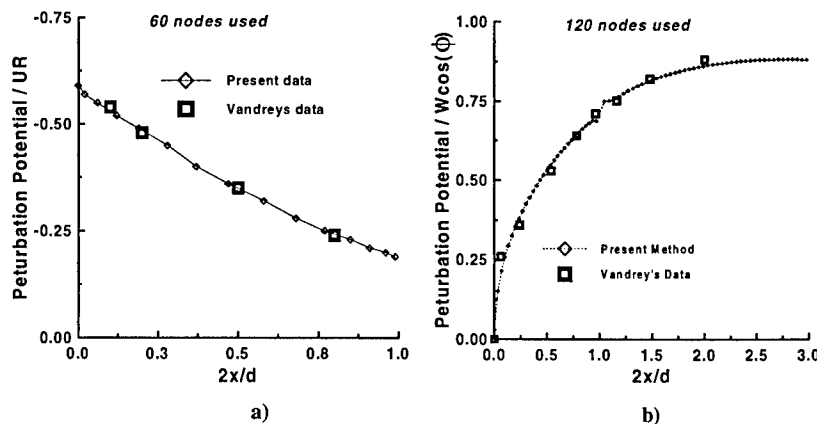 60 nodes used
Present data
Vandreys data
Peturbation Potential / UR
-0.75
-0.50
-0.25
0.00
0.0
0.3
0.5
0.8
1.0
2x/d
a)
120 nodes used
Present Method
Vandrey's Data
Peturbation Potential / Wcos(ϕ)
1.00
0.75
0.50
0.25
0.00
0.0
0.5
1.0
1.5
2.0
2.5
3.0
2x/d
b)